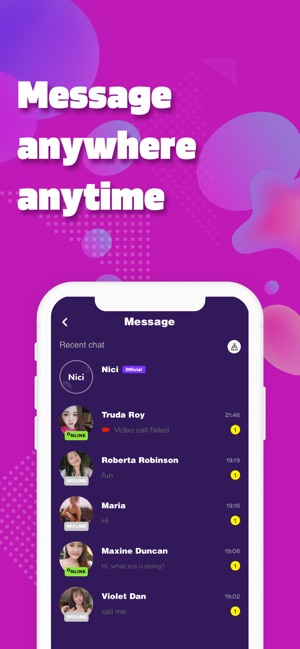 Message
anywhere
anytime
Message
Recent chat
Nici
Nici Official
Truda Roy 21:46
Video call failed 1
ONLINE
Roberta Robinson 19:19
fun 1
OFFLINE
Maria 19:16
Hi 1
OFFLINE
Maxine Duncan 19:06
Hi, what are u doing? 1
ONLINE
Violet Dan 19:02
call me 1
OFFLINE